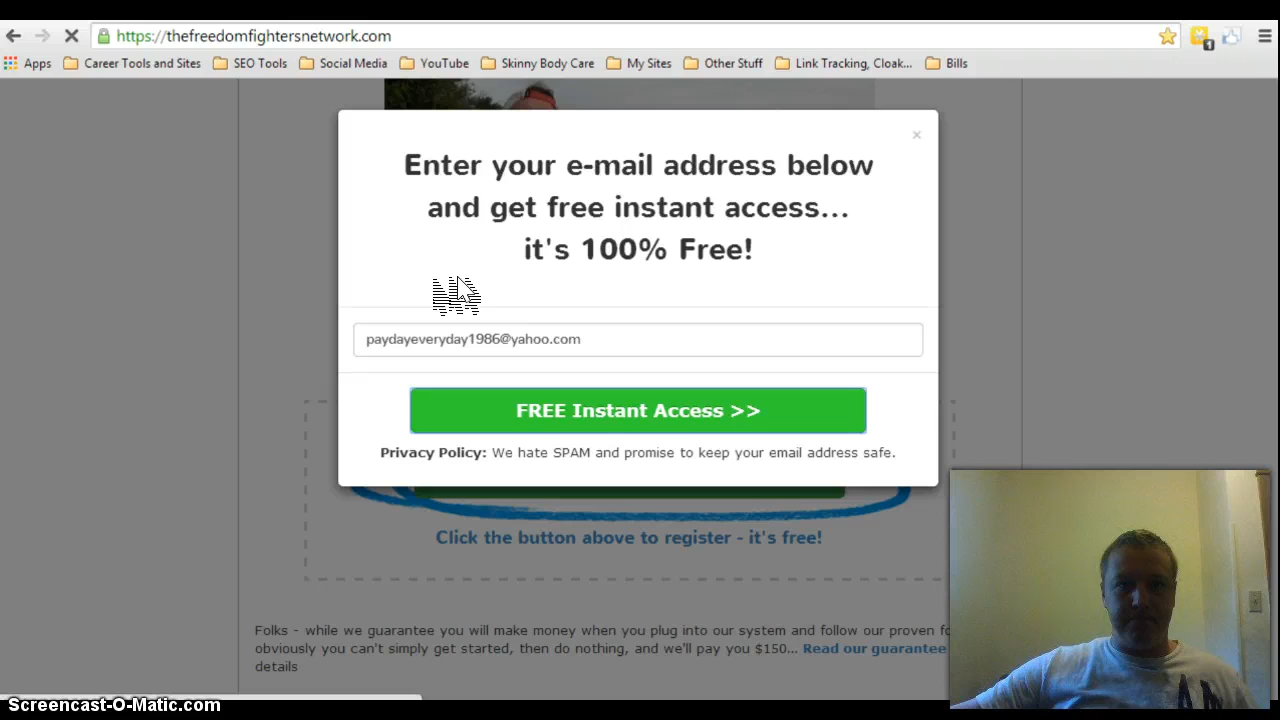 https://thefreedomfightersnetwork.com
1
Apps Career Tools and Sites SEO Tools Social Media YouTube Skinny Body Care My Sites Other Stuff Link Tracking, Cloak... Bills
×
Enter your e-mail address below
and get free instant access...
it's 100% Free!
paydayeveryday1986@yahoo.com
FREE Instant Access >>
Privacy Policy: We hate SPAM and promise to keep your email address safe.
Click the button above to register - it's free!
Folks - while we guarantee you will make money when you plug into our system and follow our proven fo
obviously you can't simply get started, then do nothing, and we'll pay you $150... Read our guarantee
details
Screencast-O-Matic.com